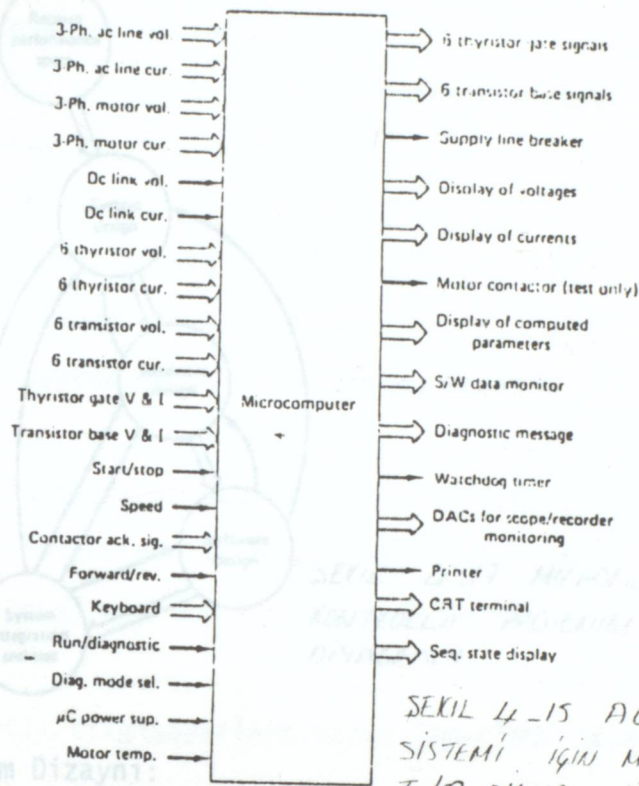 3-Ph. ac line vol.
3-Ph. ac line cur.
3-Ph. motor vol.
3-Ph. motor cur.
Dc link vol.
Dc link cur.
6 thyristor vol.
6 thyristor cur.
6 transistor vol.
6 transistor cur.
Thyristor gate V & I
Transistor base V & I
Start/stop
Speed
Contactor ack. sig.
Forward/rev.
Keyboard
Run/diagnostic
Diag. mode sel.
µC power sup.
Motor temp.
Microcomputer
6 thyristor gate signals
6 transistor base signals
Supply line breaker
Display of voltages
Display of currents
Motor contactor (test only)
Display of computed
parameters
S/W data monitor
Diagnostic message
Watchdog timer
DACs for scope/recorder
monitoring
Printer
CRT terminal
Seq. state display
ŞEKİL 4-15 AC
SİSTEMİ İÇİN M
Dizaynı: